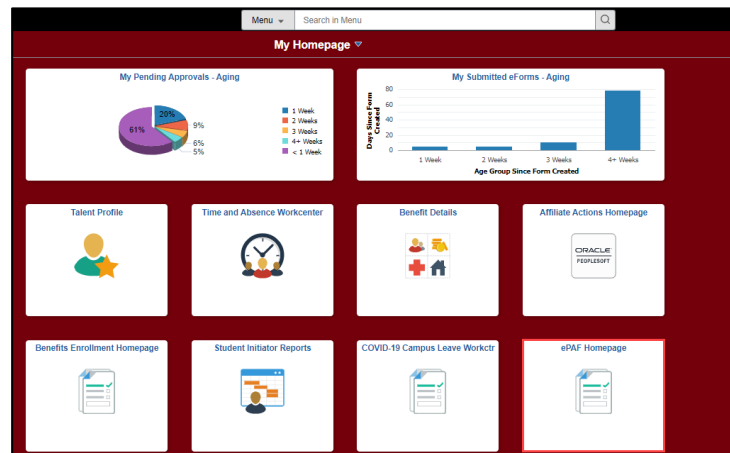 Menu
Search in Menu
My Homepage
My Pending Approvals - Aging
20%
61%
9%
6%
5%
1 Week
2 Weeks
3 Weeks
4+ Weeks
< 1 Week
My Submitted eForms - Aging
Days Since Form
Created
80
60
40
20
0
1 Week
2 Weeks
3 Weeks
4+ Weeks
Age Group Since Form Created
Talent Profile
Time and Absence Workcenter
Benefit Details
Affiliate Actions Homepage
ORACLE
PEOPLESOFT
Benefits Enrollment Homepage
Student Initiator Reports
COVID-19 Campus Leave Workctr
ePAF Homepage